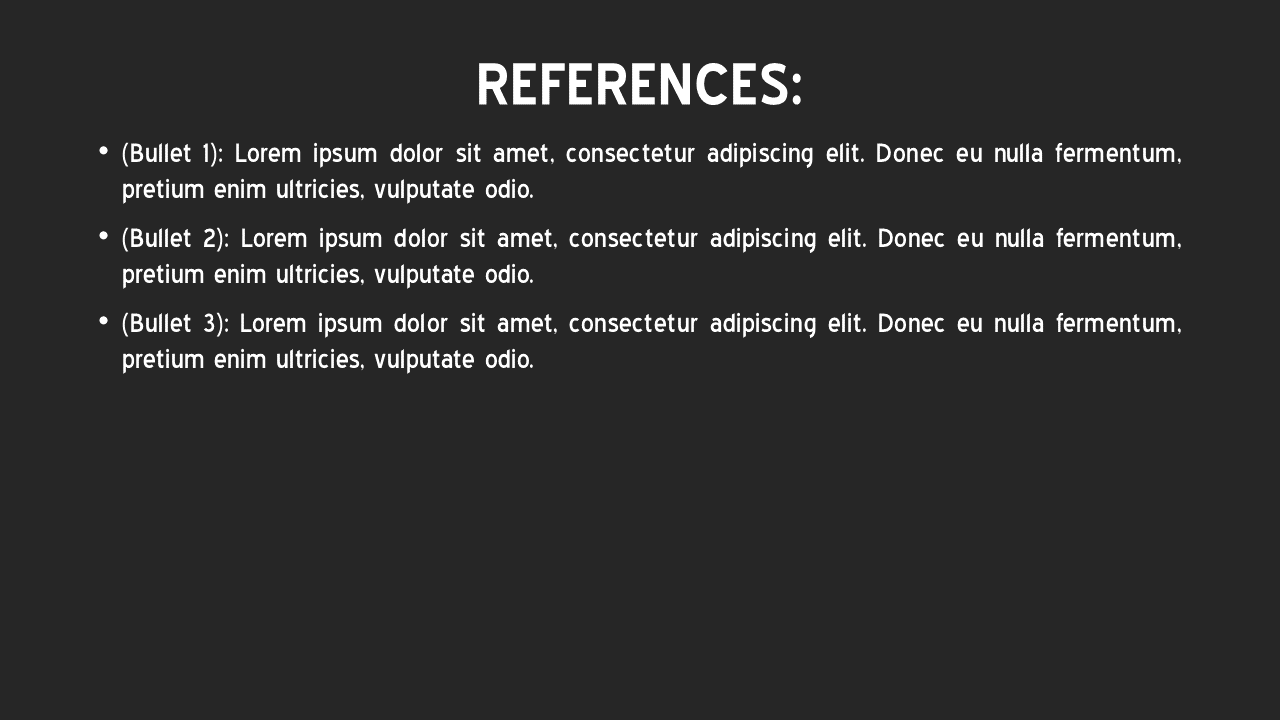 REFERENCES:
• (Bullet 1): Lorem ipsum dolor sit amet, consectetur adipiscing elit. Donec eu nulla fermentum,
pretium enim ultricies, vulputate odio.
• (Bullet 2): Lorem ipsum dolor sit amet, consectetur adipiscing elit. Donec eu nulla fermentum,
pretium enim ultricies, vulputate odio.
• (Bullet 3): Lorem ipsum dolor sit amet, consectetur adipiscing elit. Donec eu nulla fermentum,
pretium enim ultricies, vulputate odio.